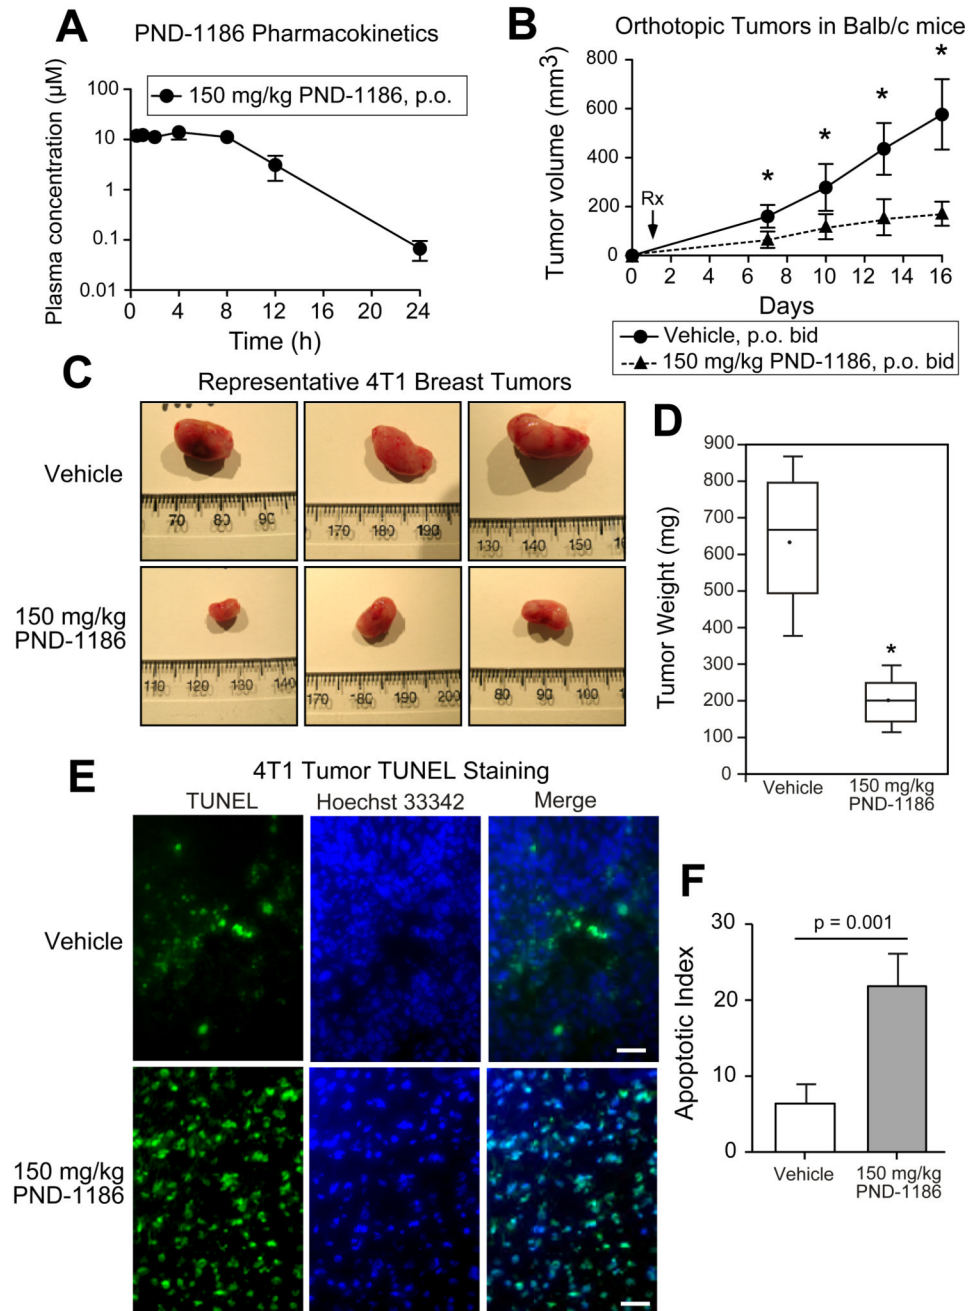 A
PND-1186 Pharmacokinetics
150 mg/kg PND-1186, p.o.
Plasma concentration (µM)
100
10
1
0.1
0.01
0 4 8 12 16 20 24
Time (h)
B
Orthotopic Tumors in Balb/c mice
Tumor volume (mm3)
800
600
400
200
0
Rx
* * * *
0 2 4 6 8 10 12 14 16
Days
Vehicle, p.o. bid
150 mg/kg PND-1186, p.o. bid
C
Representative 4T1 Breast Tumors
Vehicle
70 80 90
170 180 190
130 140 150
150 mg/kg
PND-1186
110 120 130 140
170 180 190 200
80 90 100
D
Tumor Weight (mg)
900
800
700
600
500
400
300
200
100
0
*
Vehicle
150 mg/kg
PND-1186
E
4T1 Tumor TUNEL Staining
TUNEL Hoechst 33342 Merge
Vehicle
150 mg/kg
PND-1186
F
Apoptotic Index
30
20
10
0
p = 0.001
Vehicle
150 mg/kg
PND-1186